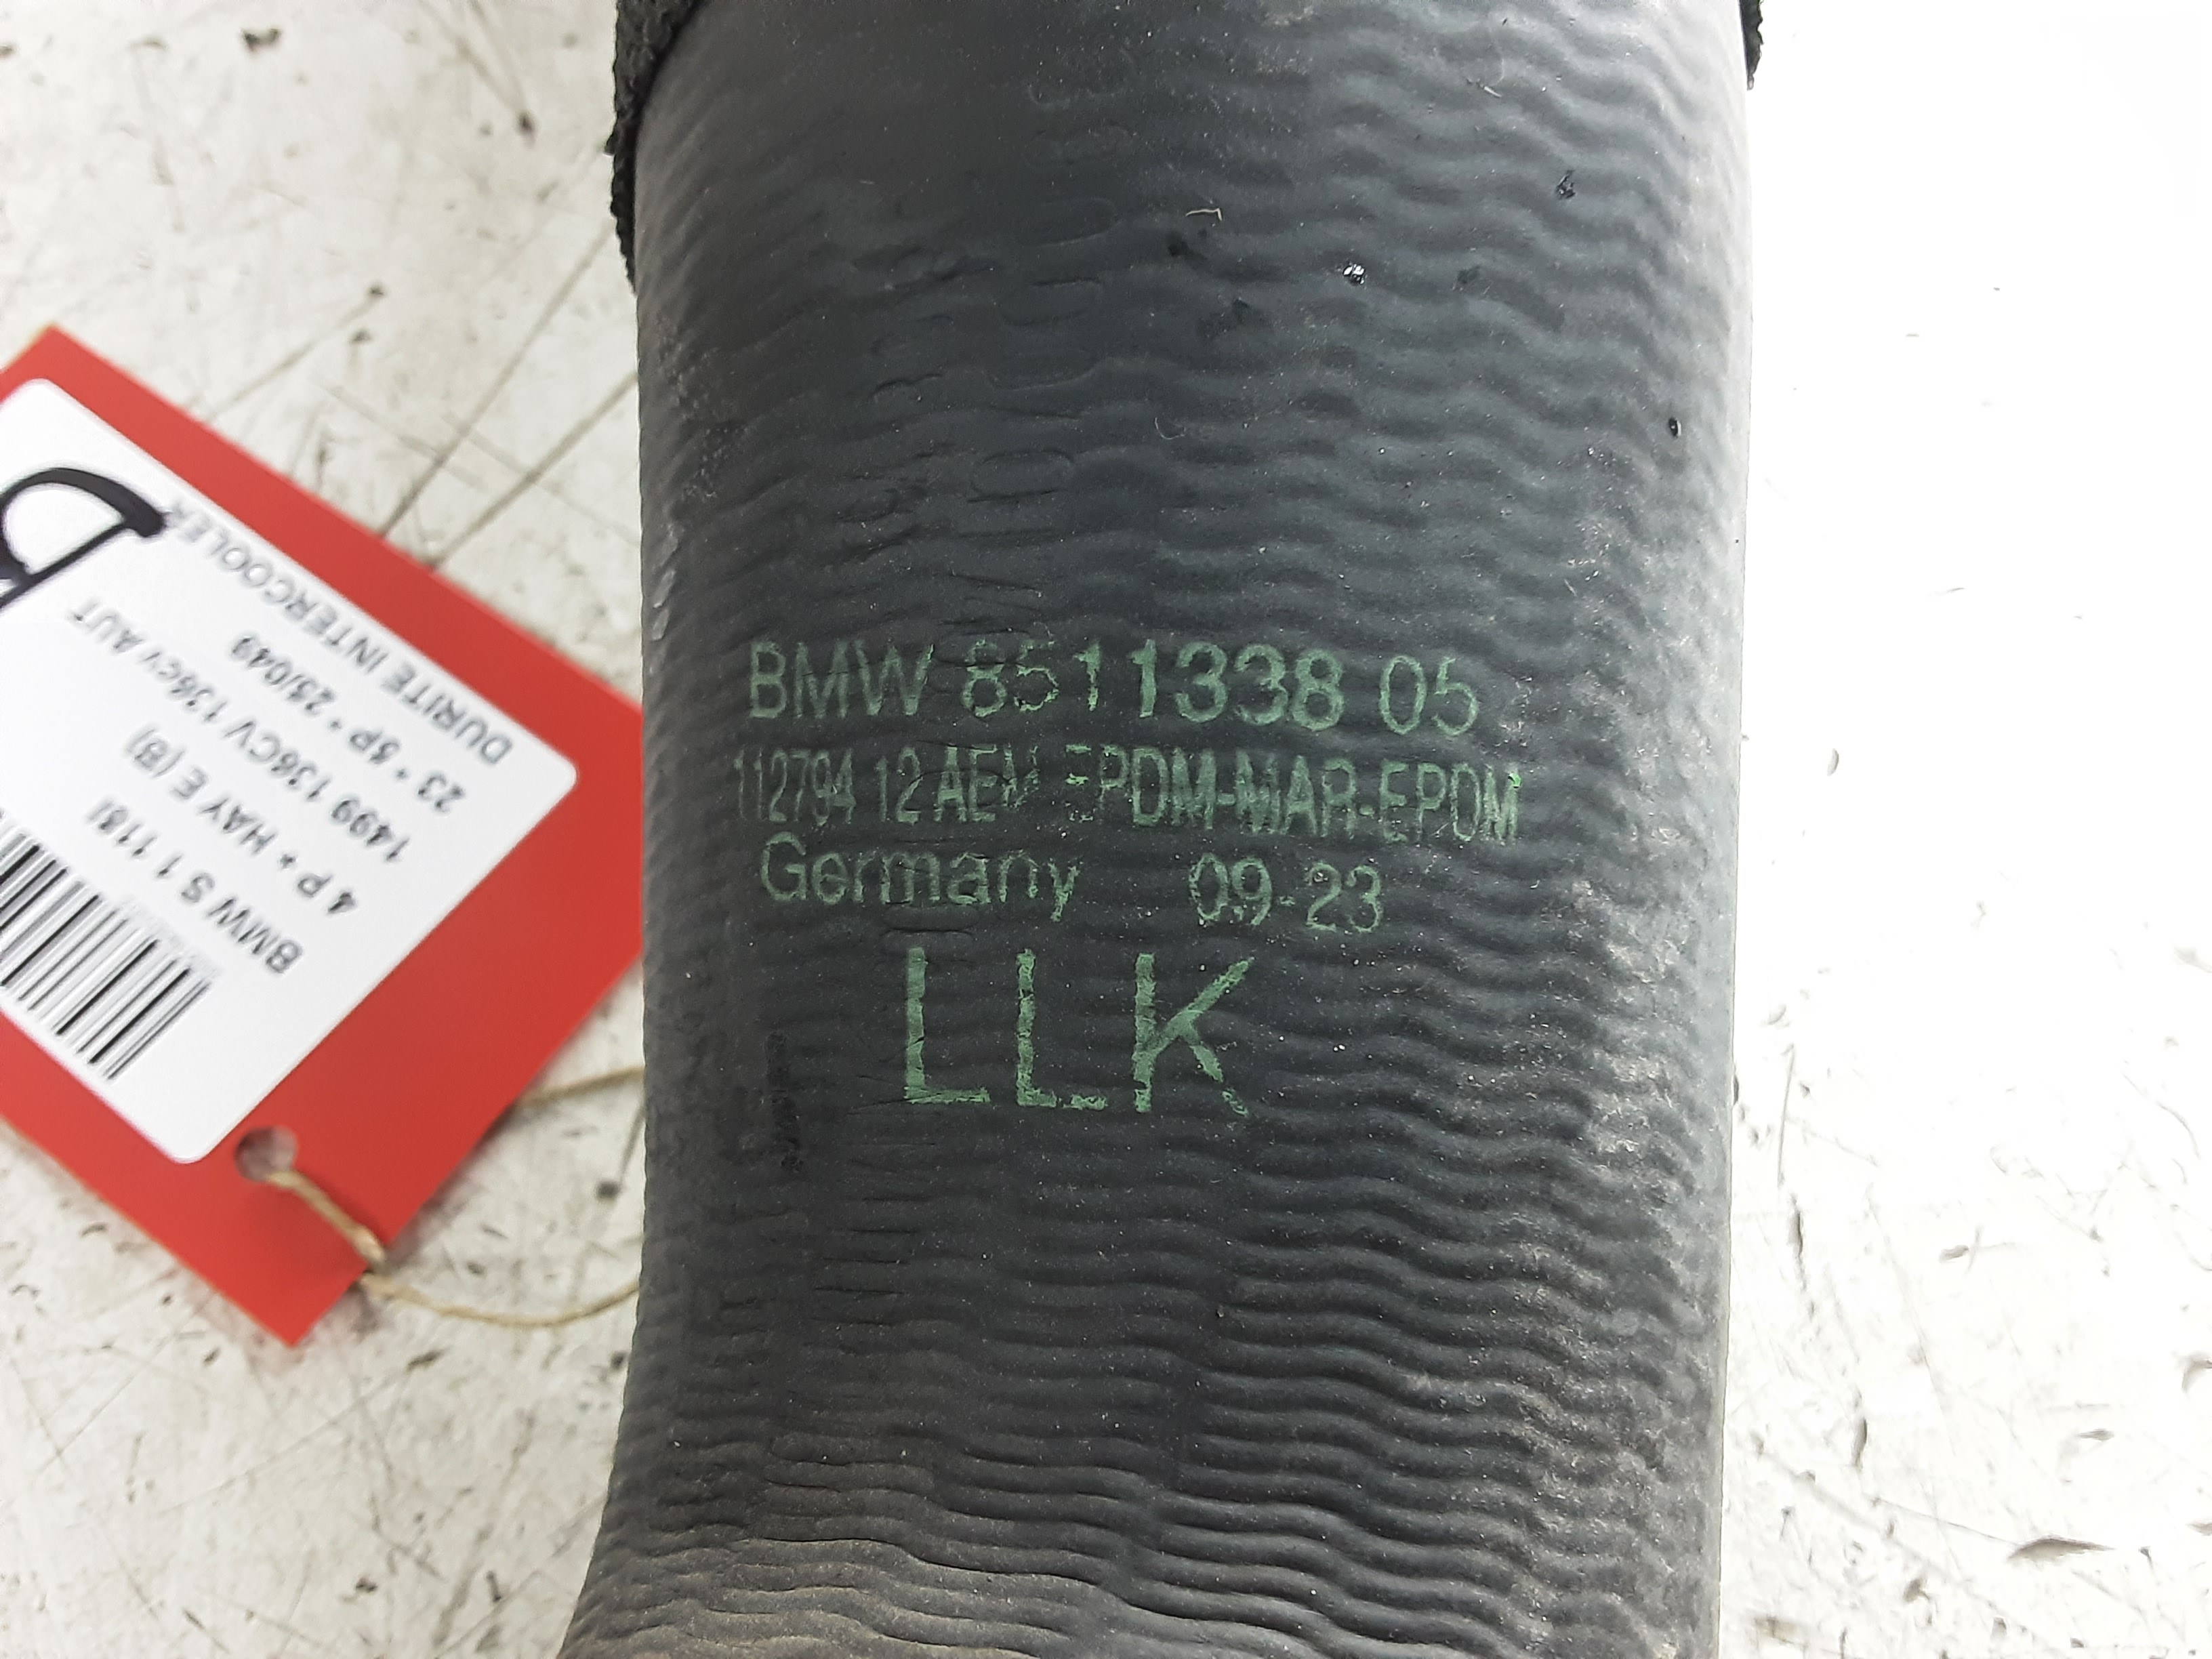 BMW 8511338 05
112794 12 AEM EPDM-MAR-EPDM
Germany 09-23
LLK
BMW S 1 118i
4 P + HAY E (B)
1499 136CV 136cv AUT
23 * 5P * 25/049
DURITE INTERCOOLER